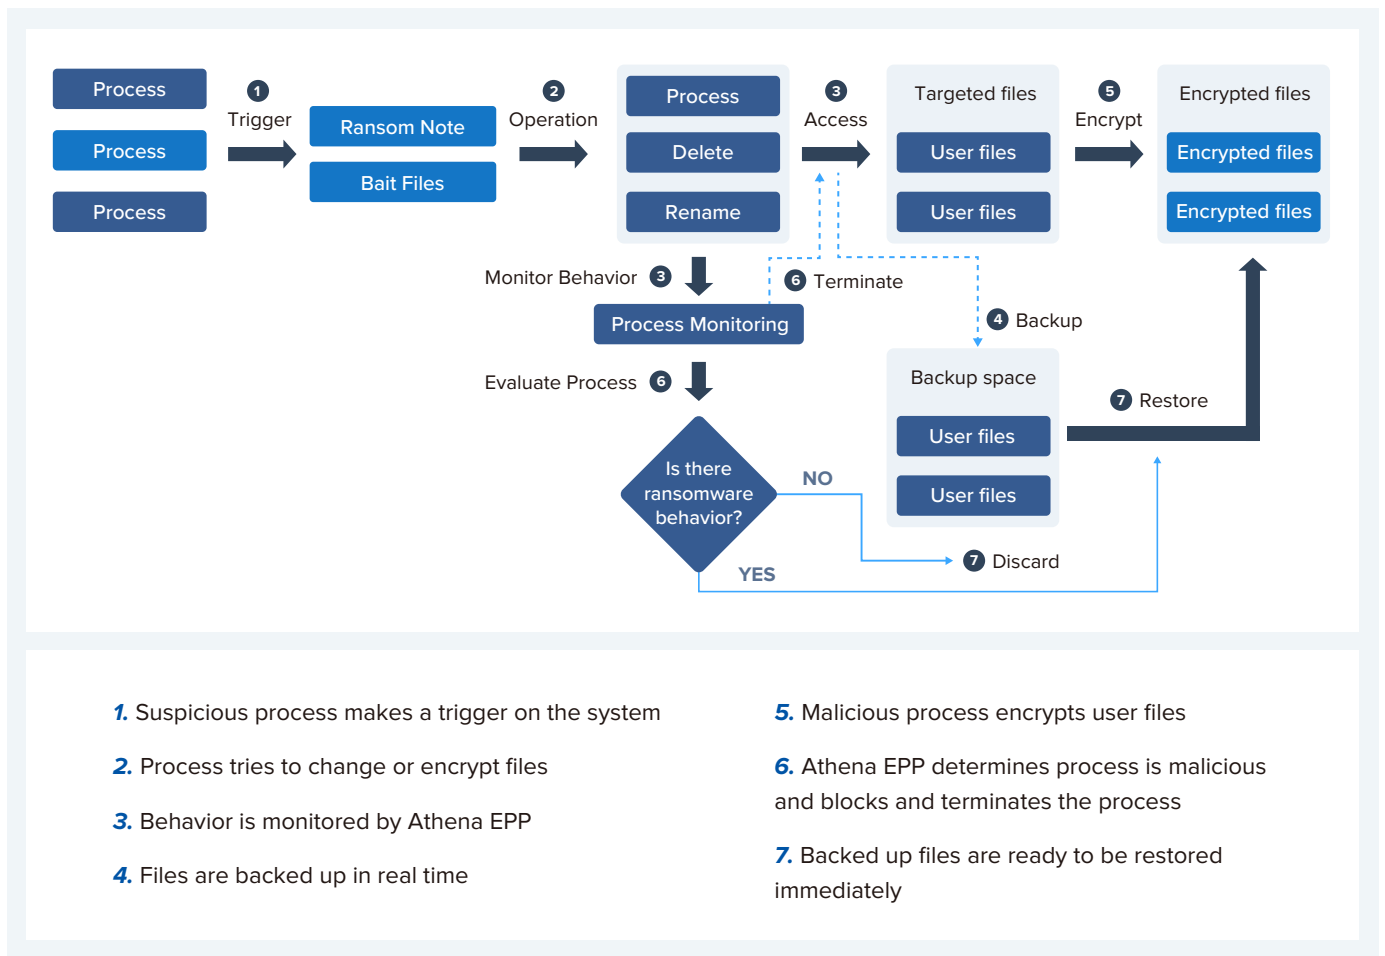 Process
Process
Process
1
Trigger
Ransom Note
Bait Files
2
Operation
Process
Delete
Rename
3
Access
Targeted files
User files
User files
5
Encrypt
Encrypted files
Encrypted files
Encrypted files
Monitor Behavior 3
6 Terminate
Process Monitoring
4 Backup
Evaluate Process 6
Backup space
User files
User files
7 Restore
Is there
ransomware
behavior?
NO
7 Discard
YES
1. Suspicious process makes a trigger on the system
2. Process tries to change or encrypt files
3. Behavior is monitored by Athena EPP
4. Files are backed up in real time
5. Malicious process encrypts user files
6. Athena EPP determines process is malicious
and blocks and terminates the process
7. Backed up files are ready to be restored
immediately